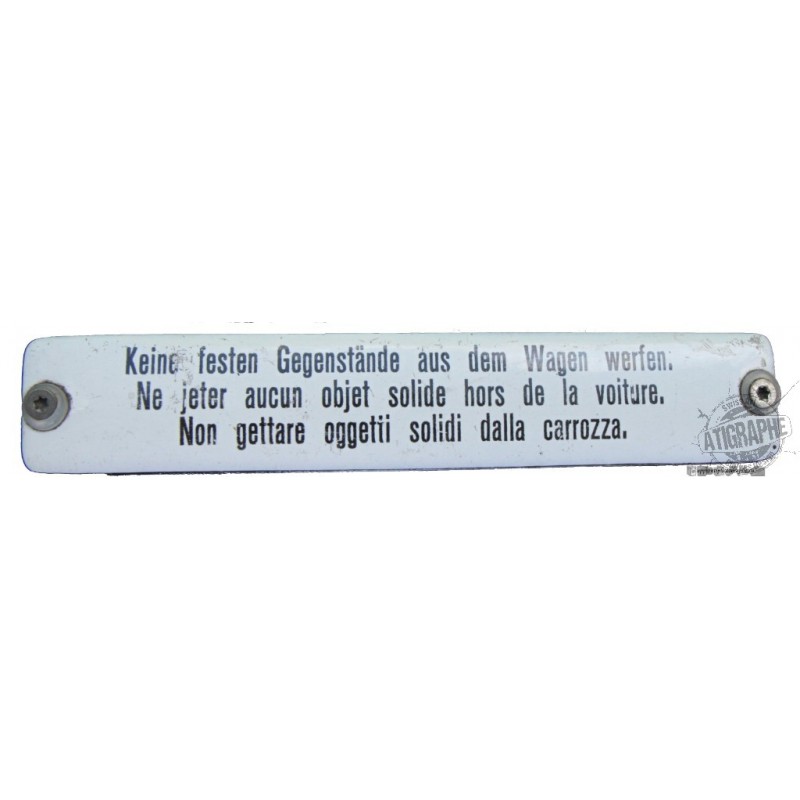 Keine festen Gegenstände aus dem Wagen werfen.
Ne jeter aucun objet solide hors de la voiture.
Non gettare oggetti solidi dalla carrozza.
SWISS
ATIGRAPHE